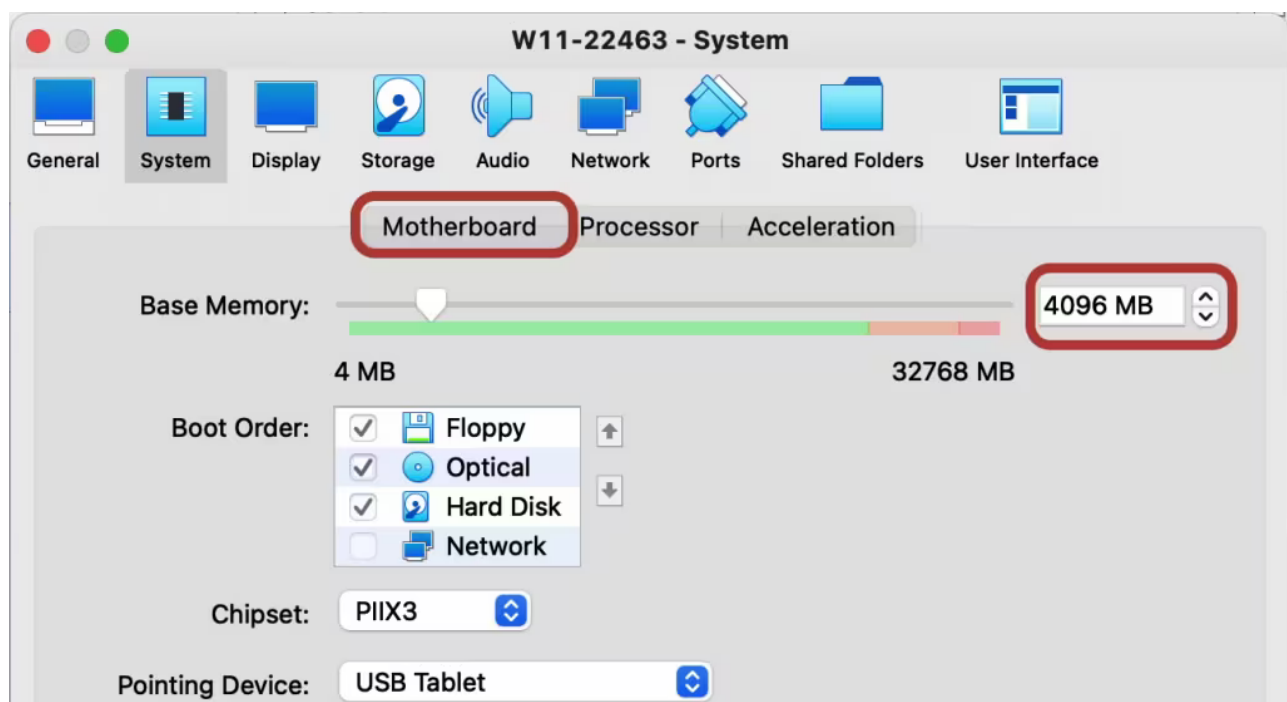 W11-22463 - System
General System Display Storage Audio Network Ports Shared Folders User Interface
Motherboard Processor Acceleration
Base Memory: 4096 MB
4 MB 32768 MB
Boot Order: Floppy
Optical
Hard Disk
Network
Chipset: PIIX3
Pointing Device: USB Tablet